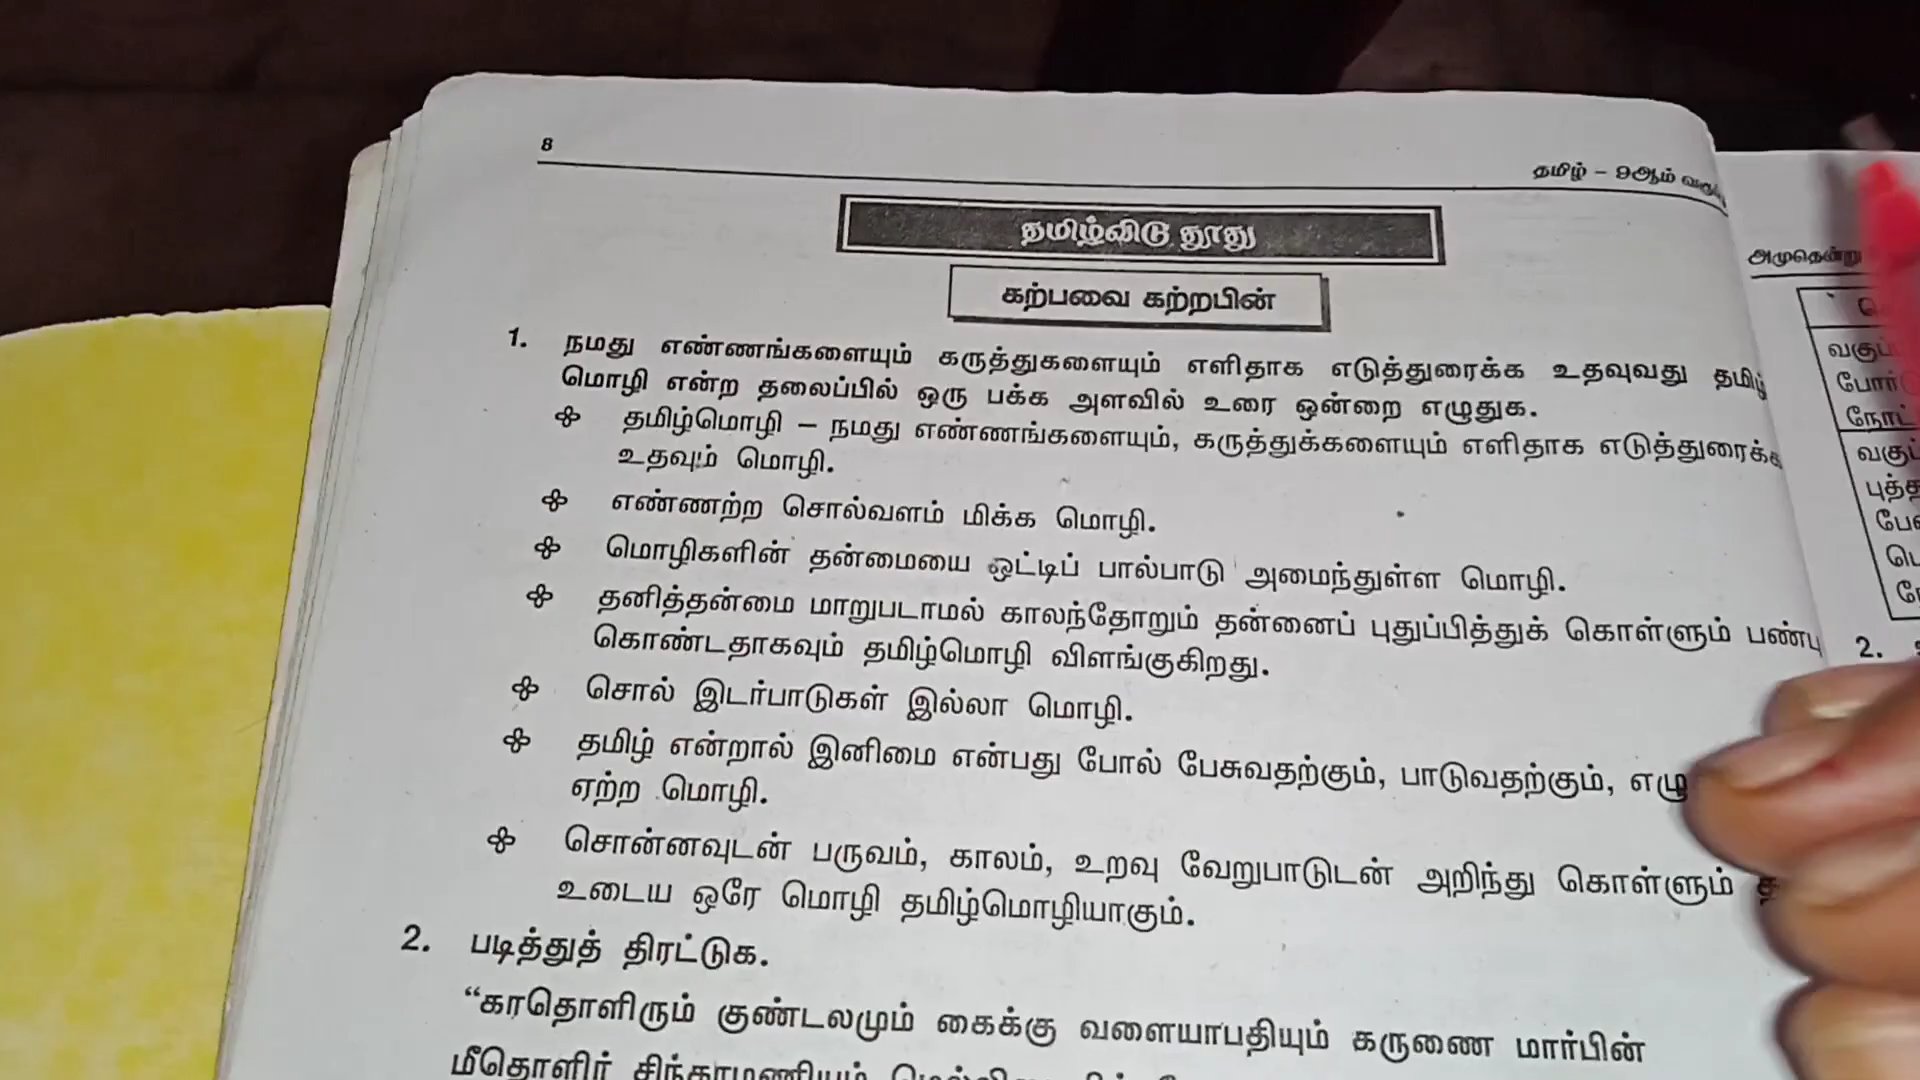 8
தமிழ் – 9ஆம்
தமிழ்விடு தூது
கற்பவை கற்றபின்
1. நமது எண்ணங்களையும் கருத்துகளையும் எளிதாக எடுத்துரைக்க உதவுவது தமிழ்
மொழி என்ற தலைப்பில் ஒரு பக்க அளவில் உரை ஒன்றை எழுதுக.
தமிழ்மொழி – நமது எண்ணங்களையும், கருத்துக்களையும் எளிதாக எடுத்துரைக்க
உதவும் மொழி.
எண்ணற்ற சொல்வளம் மிக்க மொழி.
மொழிகளின் தன்மையை ஒட்டிப் பால்பாடு அமைந்துள்ள மொழி.
தனித்தன்மை மாறுபடாமல் காலந்தோறும் தன்னைப் புதுப்பித்துக் கொள்ளும் பண்பு
கொண்டதாகவும் தமிழ்மொழி விளங்குகிறது.
சொல் இடர்பாடுகள் இல்லா மொழி.
தமிழ் என்றால் இனிமை என்பது போல் பேசுவதற்கும், பாடுவதற்கும்,
ஏற்ற மொழி.
சொன்னவுடன் பருவம், காலம், உறவு வேறுபாடுடன் அறிந்து கொள்ளும்
உடைய ஒரே மொழி தமிழ்மொழியாகும்.
2. படித்துத் திரட்டுக.
“காதொளிரும் குண்டலமும் கைக்கு வளையாபதியும் கருணை மார்பின்
மீதொளிர் சிந்தாமணியும்
அமுதென்று
2.